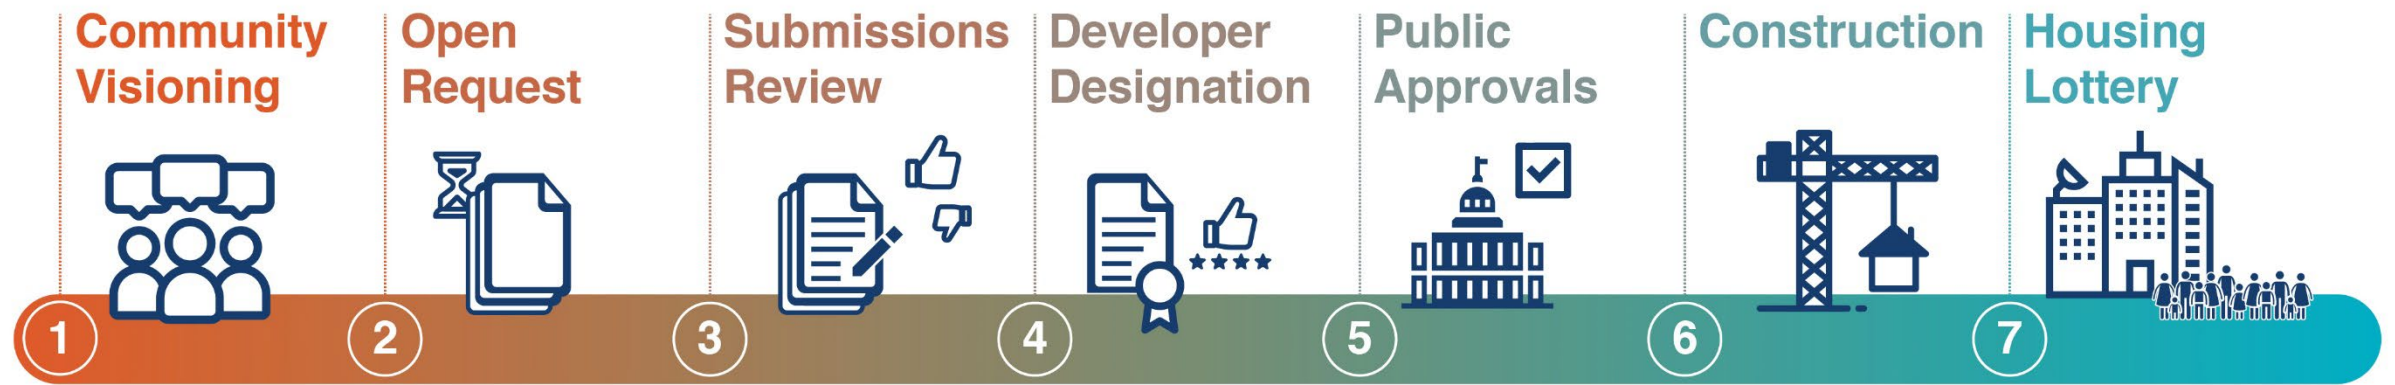 Community
Visioning
Open
Request
Submissions
Review
Developer
Designation
Public
Approvals
Construction
Housing
Lottery
1
2
3
4
5
6
7